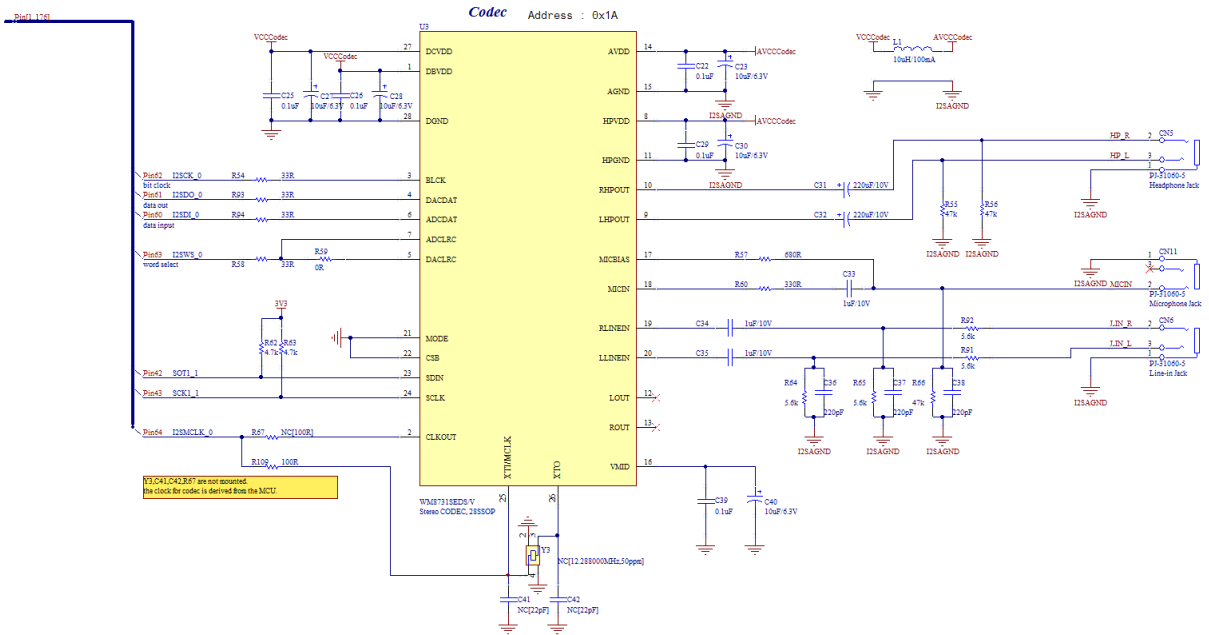 Pin[1..176]
Codec Address : 0x1A
U3
VCCCodec
VCCCodec
C25
0.1uF
C27
10uF/6.3V
C26
0.1uF
C28
10uF/6.3V
27 DCVDD
1 DBVDD
28 DGND
Pin62 I2SCK_0 R54 33R 3 BLCK
bit clock
Pin61 I2SDO_0 R93 33R 4 DACDAT
data out
Pin60 I2SDI_0 R94 33R 6 ADCDAT
data input
7 ADCLRC
Pin63 I2SWS_0 R58 33R R59 0R 5 DACLRC
word select
3V3
R62
4.7k
R63
4.7k
21 MODE
22 CSB
Pin42 SOT1_1 23 SDIN
Pin43 SCK1_1 24 SCLK
Pin64 I2SMCLK_0 R67 NC[100R] 2 CLKOUT
R109 100R
Y3,C41,C42,R67 are not mounted.
the clock for codec is derived from the MCU.
XTI/MCLK
25
XTO
26
WM8731SEDS/V
Stereo CODEC, 28SSOP
2
3
4
Y3
NC[12.288000MHz,50ppm]
C41
NC[22pF]
C42
NC[22pF]
AVDD 14 AVCCCodec
C22
0.1uF
C23
10uF/6.3V
AGND 15
I2SAGND
HPVDD 8 AVCCCodec
C29
0.1uF
C30
10uF/6.3V
HPGND 11
I2SAGND
RHPOUT 10 C31 220uF/10V
LHPOUT 9 C32 220uF/10V
MICBIAS 17 R57 680R
MICIN 18 R60 330R C33
1uF/10V
RLINEIN 19 C34 1uF/10V
LLINEIN 20 C35 1uF/10V
LOUT 12
ROUT 13
VMID 16
C39
0.1uF
C40
10uF/6.3V
VCCCodec L1 AVCCCodec
10uH/100mA
I2SAGND
HP_R 2 CN5
HP_L 3
1
PJ-31060-5
Headphone Jack
I2SAGND
R55
47k
R56
47k
I2SAGND I2SAGND
1 CN11
3
I2SAGND MICIN 2
PJ-31060-5
Microphone Jack
R92
5.6k
LIN_R 2 CN6
R91
5.6k
LIN_L 3
1
PJ-31060-5
Line-in Jack
I2SAGND
R64
5.6k
C36
220pF
R65
5.6k
C37
220pF
R66
47k
C38
220pF
I2SAGND I2SAGND I2SAGND